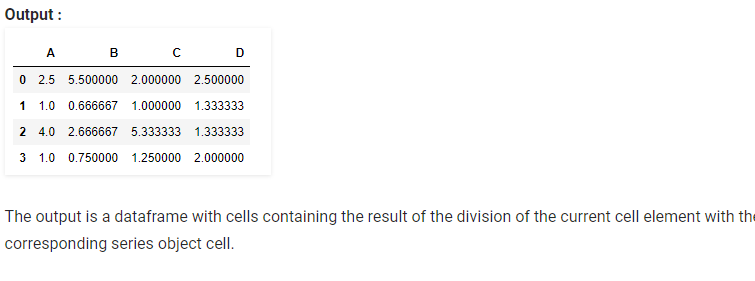 Output :
A B C D
0 2.5 5.500000 2.000000 2.500000
1 1.0 0.666667 1.000000 1.333333
2 4.0 2.666667 5.333333 1.333333
3 1.0 0.750000 1.250000 2.000000
The output is a dataframe with cells containing the result of the division of the current cell element with the
corresponding series object cell.